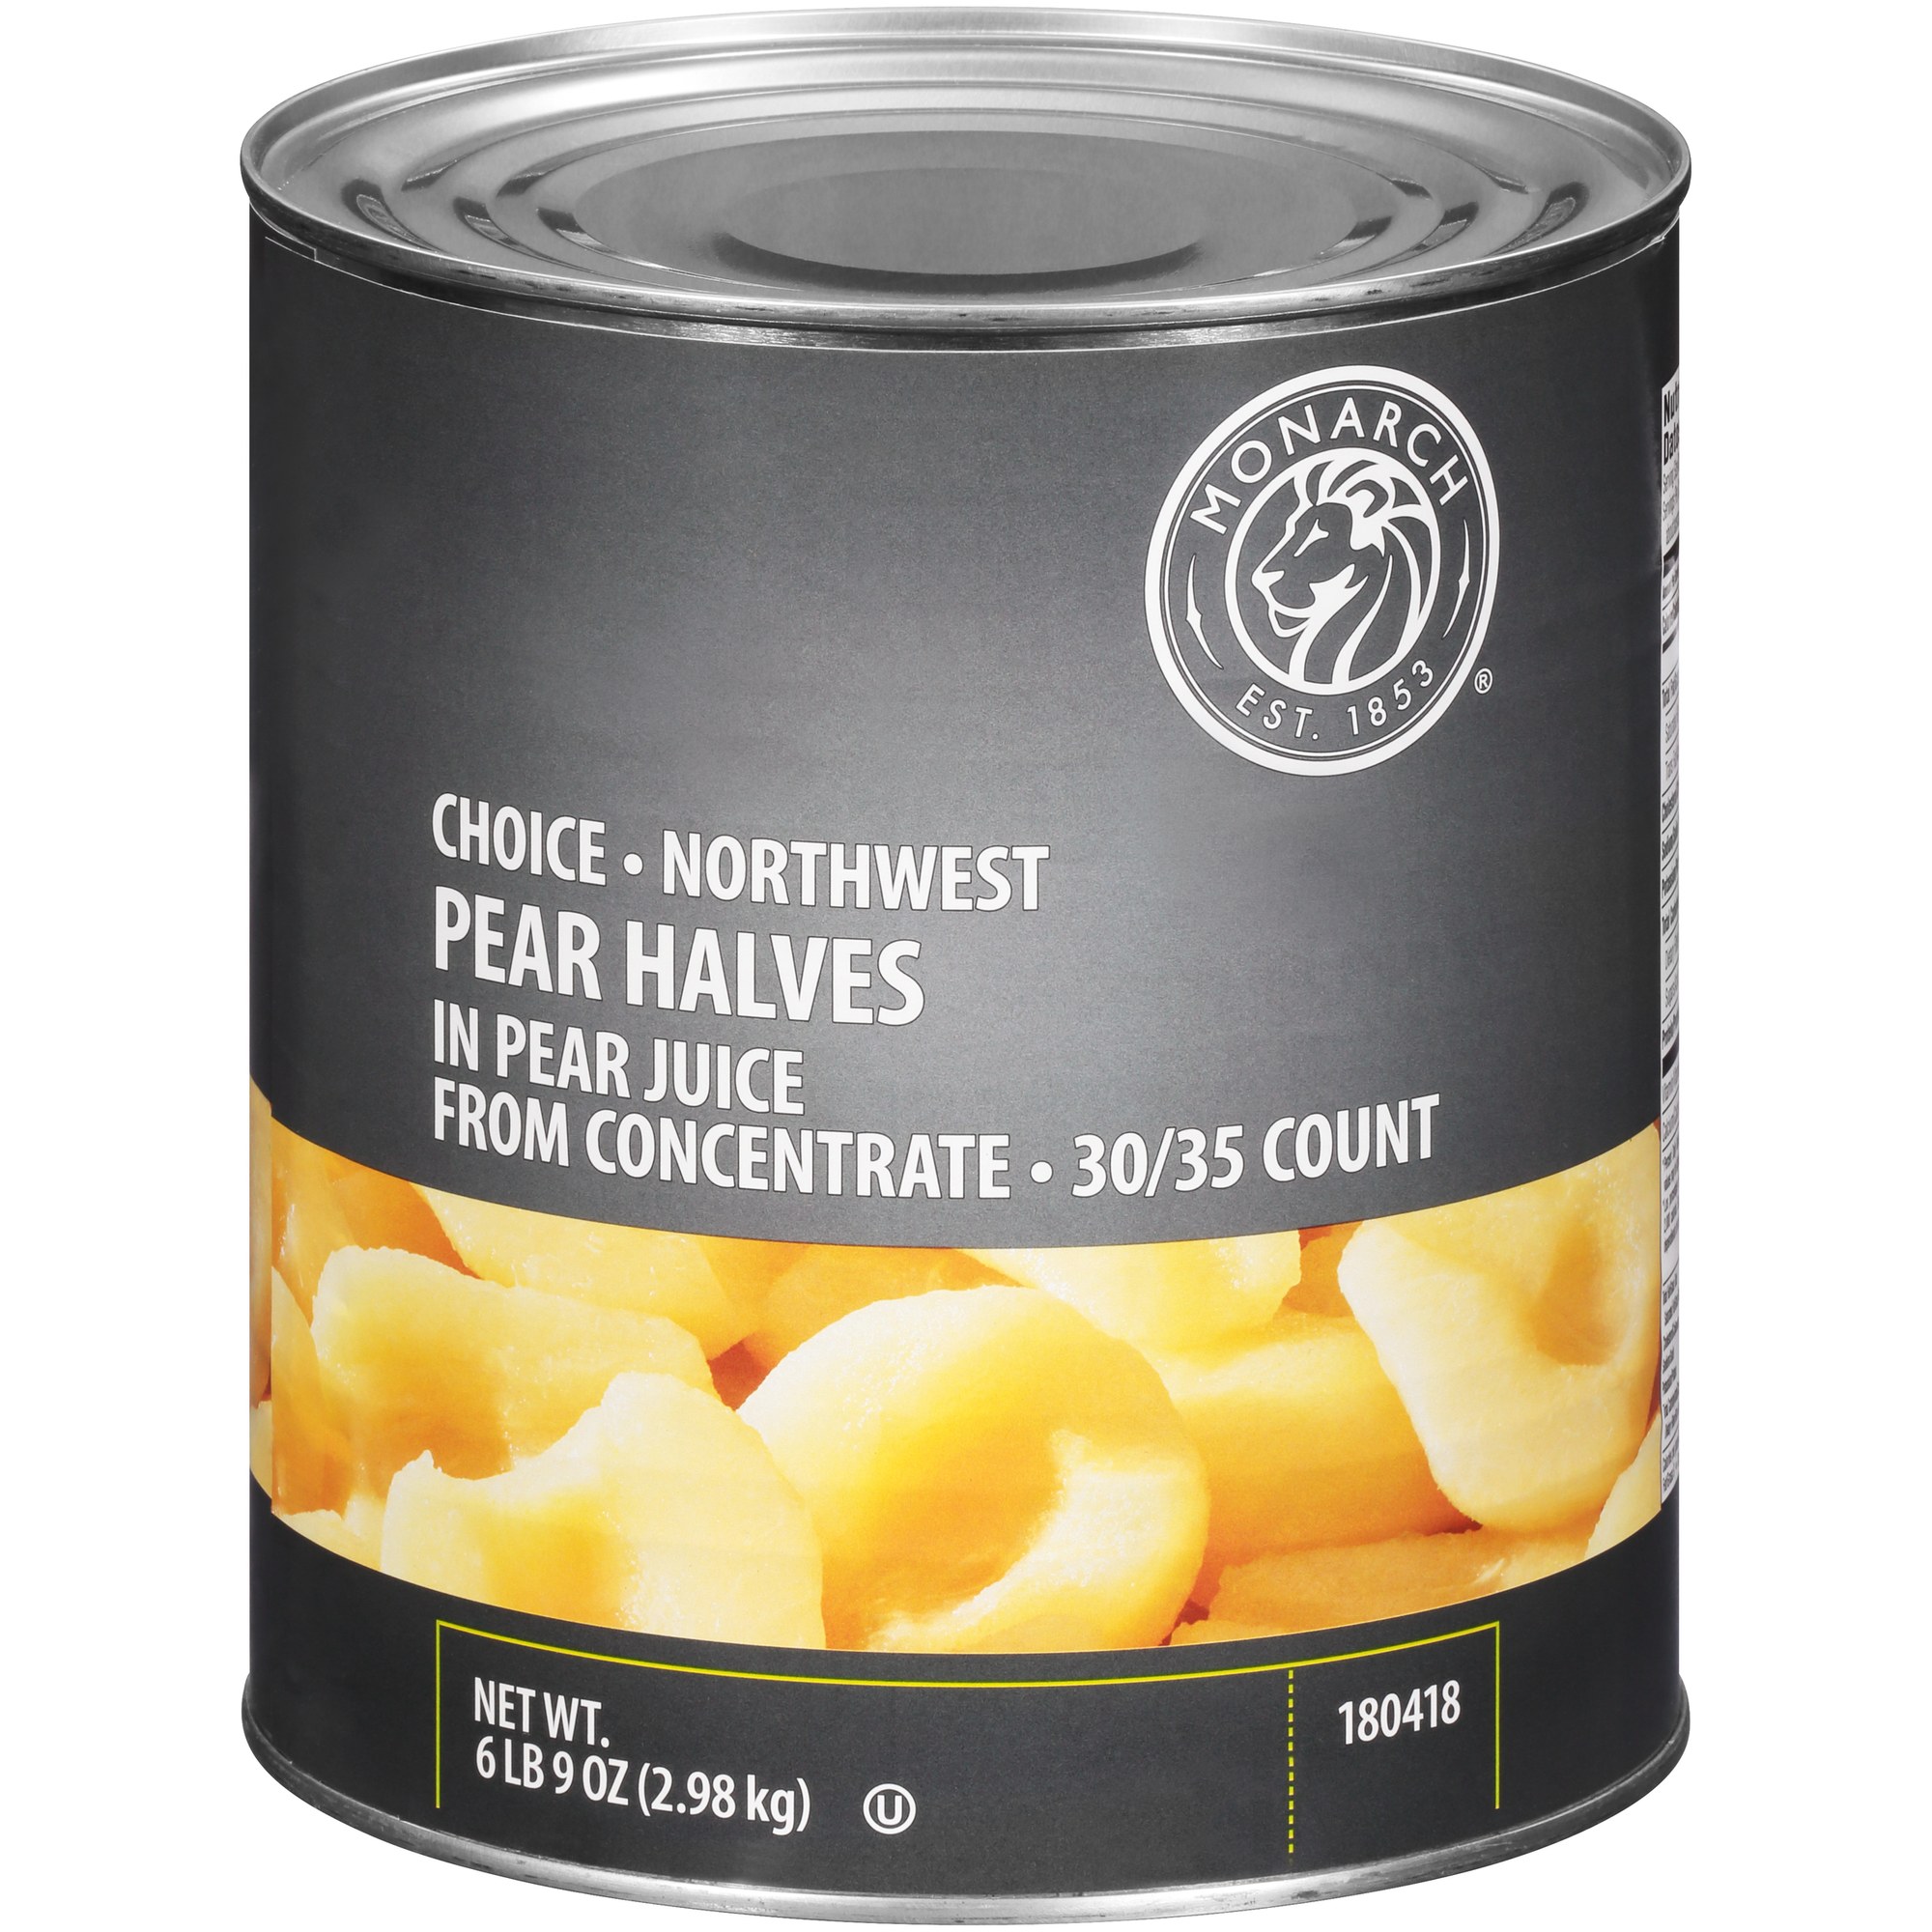 MONARCH
EST. 1853
®
CHOICE • NORTHWEST
PEAR HALVES
IN PEAR JUICE
FROM CONCENTRATE • 30/35 COUNT
NET WT.
6 LB 9 OZ (2.98 kg)
U
180418